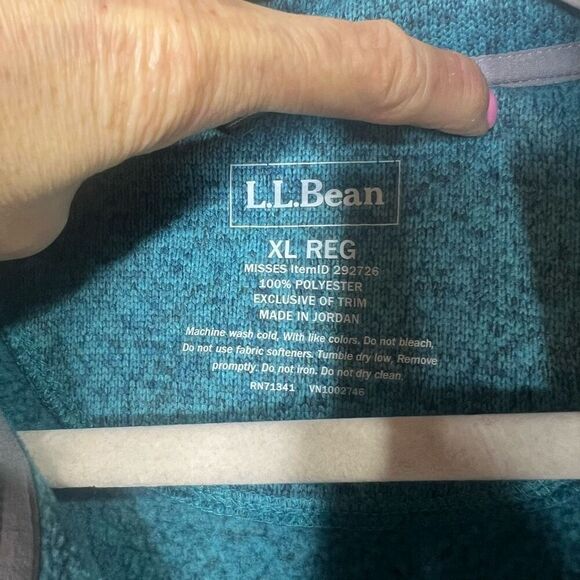 L.L.Bean
XL REG
MISSES ItemID 292726
100% POLYESTER
EXCLUSIVE OF TRIM
MADE IN JORDAN
Machine wash cold, With like colors, Do not bleach,
Do not use fabric softeners. Tumble dry low, Remove
promptly. Do not iron. Do not dry clean.
RN71341 VN1002746